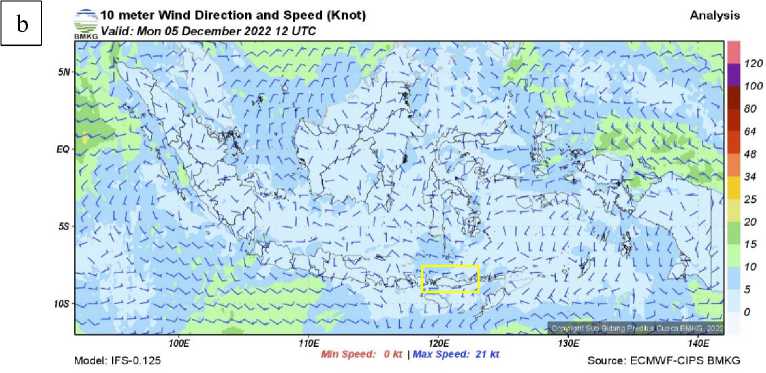 b
10 meter Wind Direction and Speed (Knot)
Analysis
BMKG
Valid: Mon 05 December 2022 12 UTC
5N
EQ
5S
10S
120
100
80
64
48
34
25
20
15
10
5
0
Copyright Sub Bidang BMKG, 2022
100E
110E
120E
130E
140E
Model: IFS-0.125
Min Speed: 0 kt | Max Speed: 21 kt
Source: ECMWF-CIPS BMKG